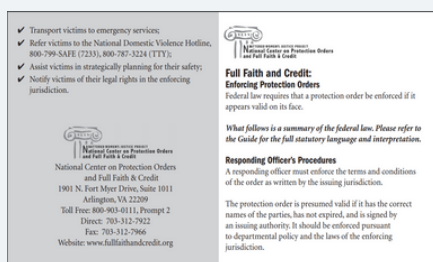 ✔ Transport victims to emergency services;
✔ Refer victims to the National Domestic Violence Hotline,
800-799-SAFE (7233), 800-787-3224 (TTY);
✔ Assist victims in strategically planning for their safety;
✔ Notify victims of their legal rights in the enforcing
jurisdiction.
BATTERED WOMEN'S JUSTICE PROJECT
National Center on Protection Orders
and Full Faith & Credit
National Center on Protection Orders
and Full Faith & Credit
1901 N. Fort Myer Drive, Suite 1011
Arlington, VA 22209
Toll Free: 800-903-0111, Prompt 2
Direct: 703-312-7922
Fax: 703-312-7966
Website: www.fullfaithandcredit.org
BATTERED WOMEN'S JUSTICE PROJECT
National Center on Protection Orders
and Full Faith & Credit
Full Faith and Credit:
Enforcing Protection Orders
Federal law requires that a protection order be enforced if it
appears valid on its face.
What follows is a summary of the federal law. Please refer to
the Guide for the full statutory language and interpretation.
Responding Officer's Procedures
A responding officer must enforce the terms and conditions
of the order as written by the issuing jurisdiction.
The protection order is presumed valid if it has the correct
names of the parties, has not expired, and is signed by
an issuing authority. It should be enforced pursuant
to departmental policy and the laws of the enforcing
jurisdiction.